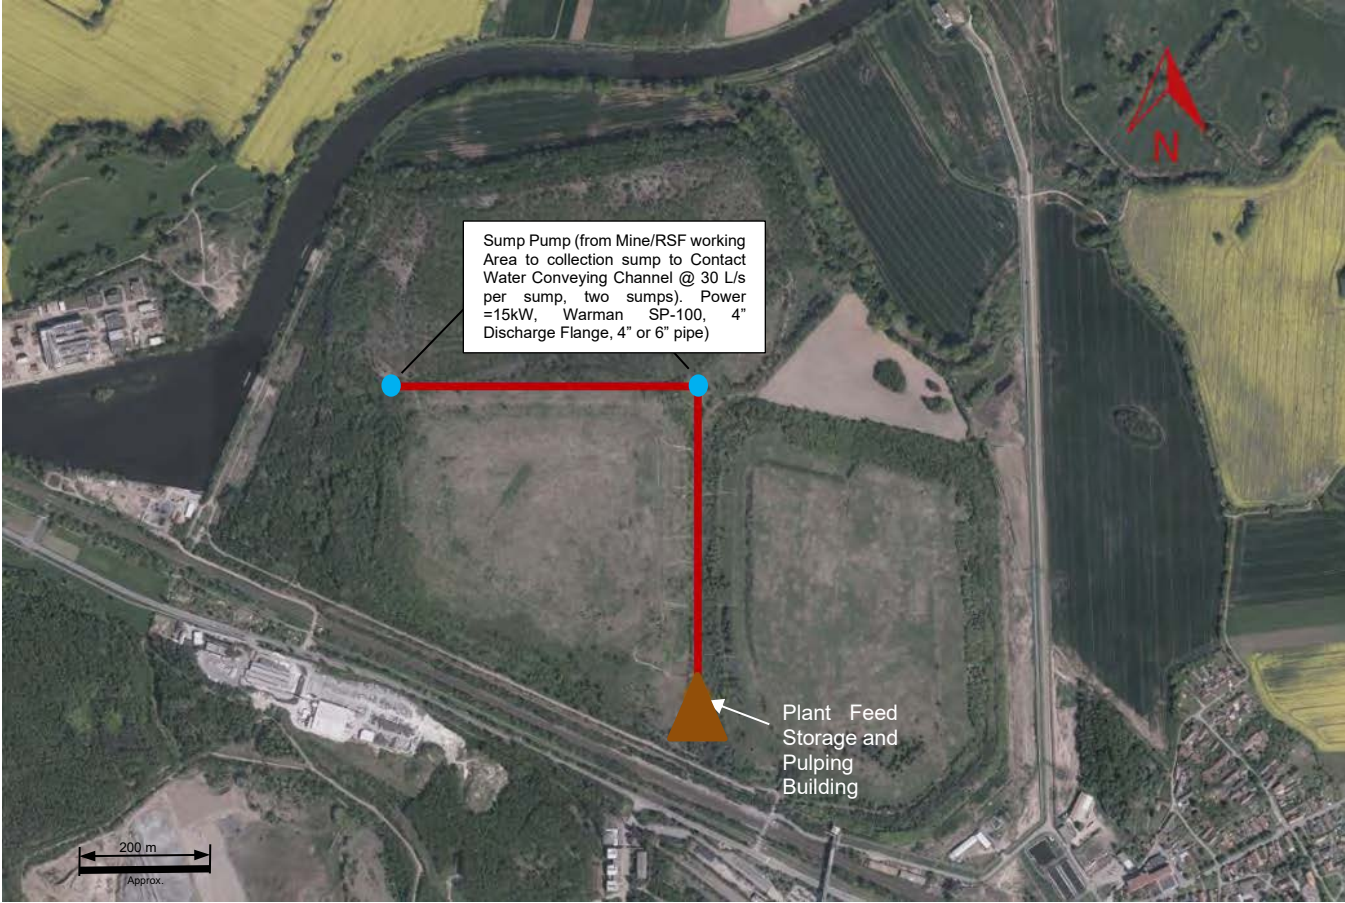 N
Sump Pump (from Mine/RSF working
Area to collection sump to Contact
Water Conveying Channel @ 30 L/s
per sump, two sumps). Power
=15kW, Warman SP-100, 4”
Discharge Flange, 4” or 6” pipe)
Plant Feed
Storage and
Pulping
Building
200 m
Approx.